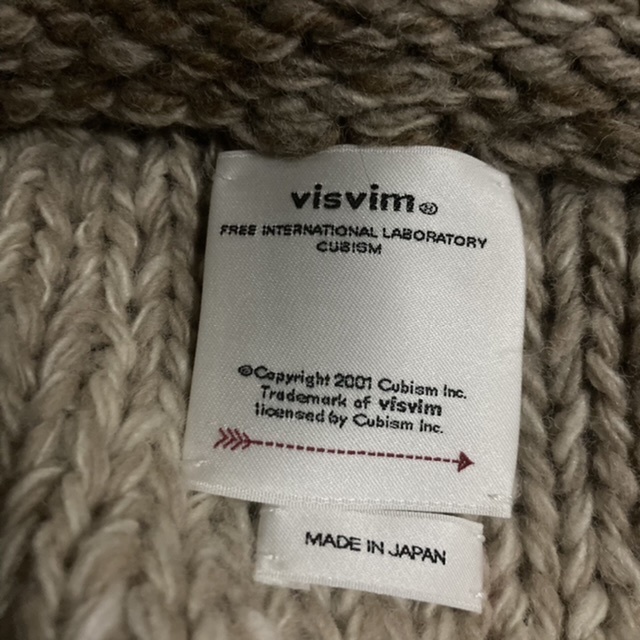 visvim®
FREE INTERNATIONAL LABORATORY
CUBISM
©Copyright 2001 Cubism Inc.
Trademark of visvim
licensed by Cubism Inc.
MADE IN JAPAN